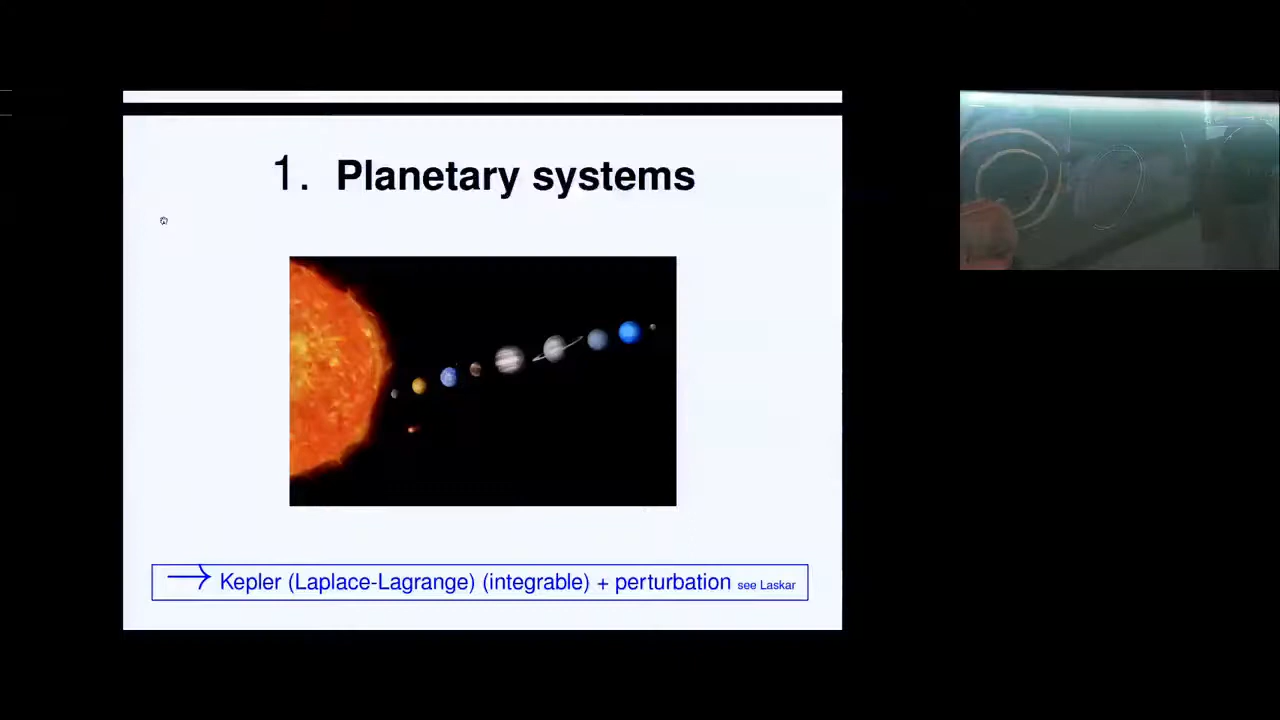 1. Planetary systems
→ Kepler (Laplace-Lagrange) (integrable) + perturbation see Laskar